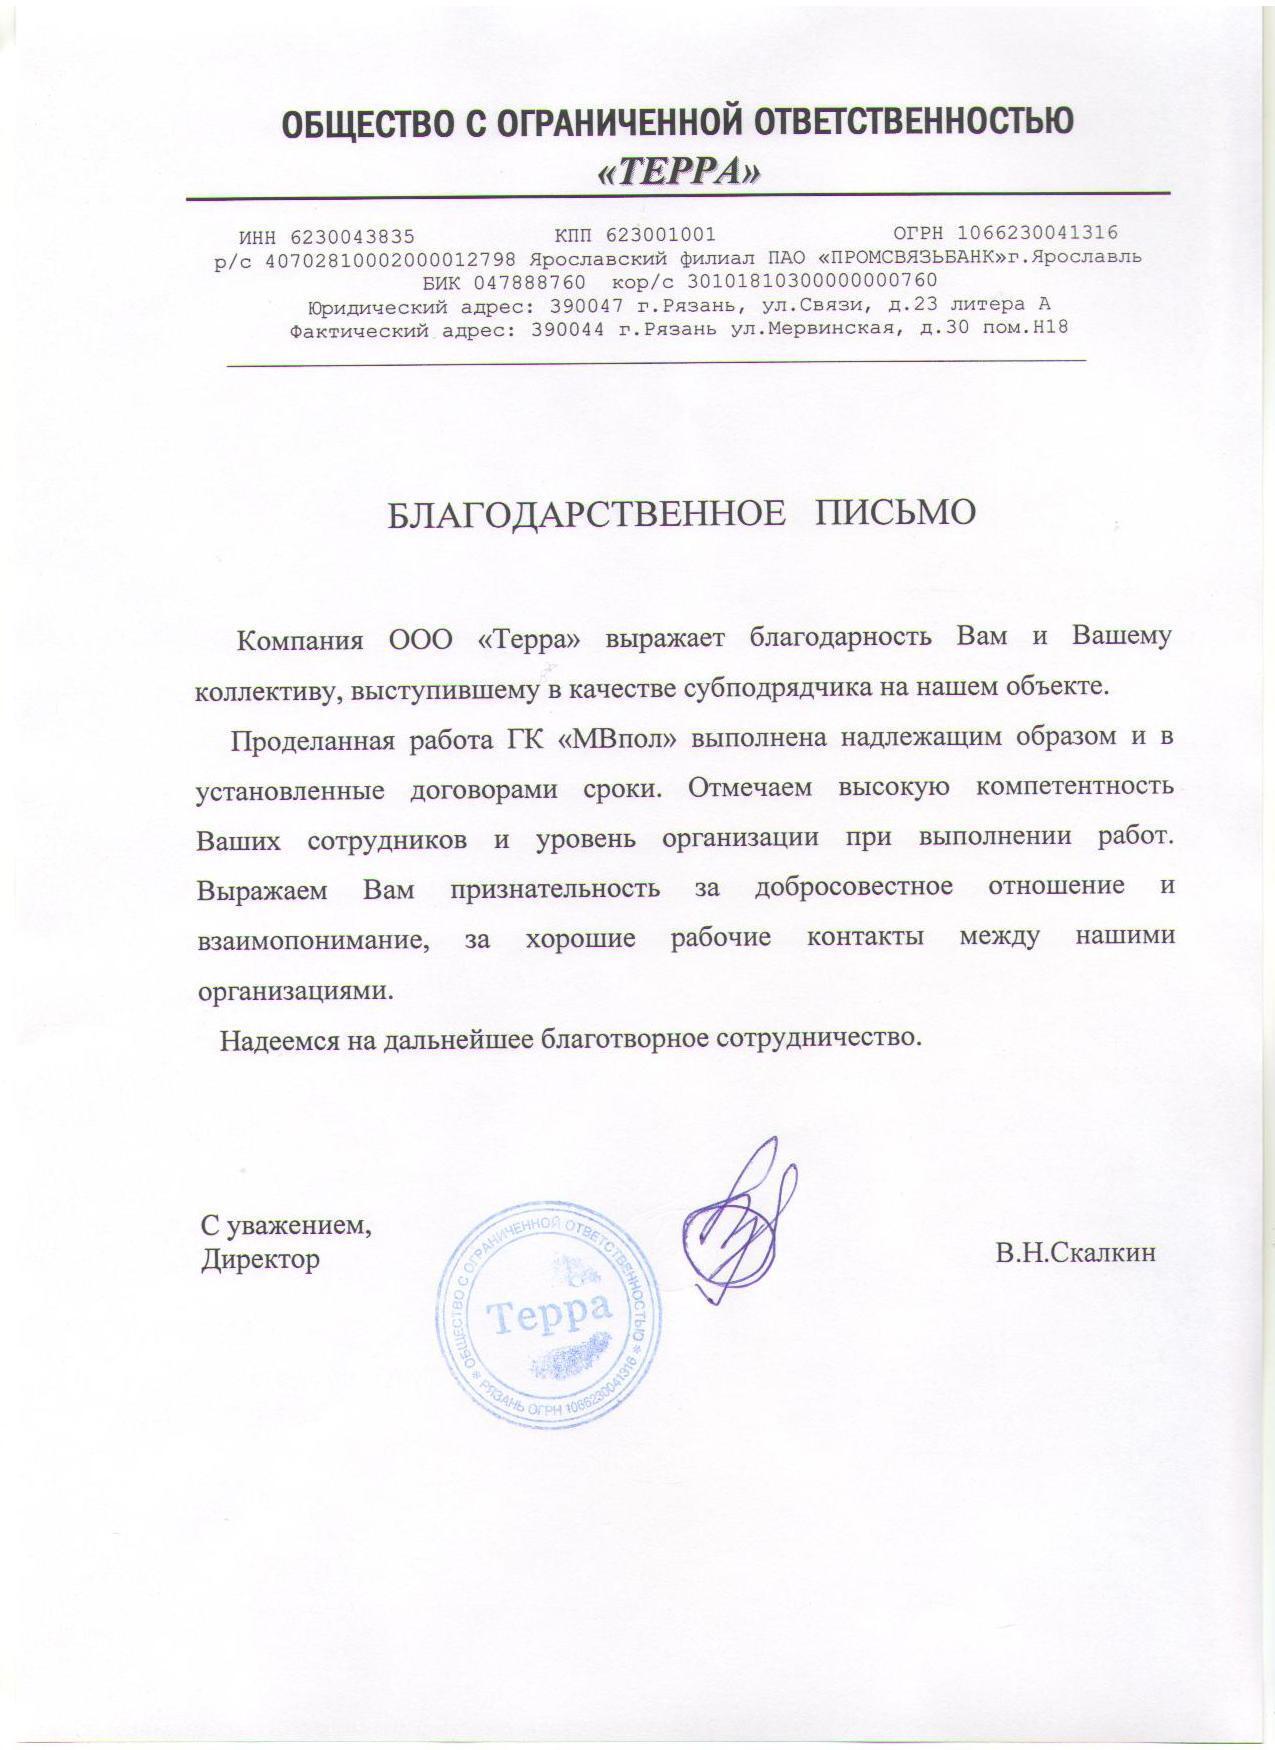 ОБЩЕСТВО С ОГРАНИЧЕННОЙ ОТВЕТСТВЕННОСТЬЮ
«ТЕРРА»
ИНН 6230043835 КПП 623001001 ОГРН 1066230041316
р/с 40702810002000012798 Ярославский филиал ПАО «ПРОМСВЯЗЬБАНК»г.Ярославль
БИК 047888760 кор/с 30101810300000000760
Юридический адрес: 390047 г.Рязань, ул.Связи, д.23 литера А
Фактический адрес: 390044 г.Рязань ул.Мервинская, д.30 пом.Н18
БЛАГОДАРСТВЕННОЕ ПИСЬМО
Компания ООО «Терра» выражает благодарность Вам и Вашему
коллективу, выступившему в качестве субподрядчика на нашем объекте.
Проделанная работа ГК «МВпол» выполнена надлежащим образом и в
установленные договорами сроки. Отмечаем высокую компетентность
Ваших сотрудников и уровень организации при выполнении работ.
Выражаем Вам признательность за добросовестное отношение и
взаимопонимание, за хорошие рабочие контакты между нашими
организациями.
Надеемся на дальнейшее благотворное сотрудничество.
С уважением,
Директор
В.Н.Скалкин
ОБЩЕСТВО С ОГРАНИЧЕННОЙ ОТВЕТСТВЕННОСТЬЮ
Терра
* РЯЗАНЬ ОГРН 1066230041316 *